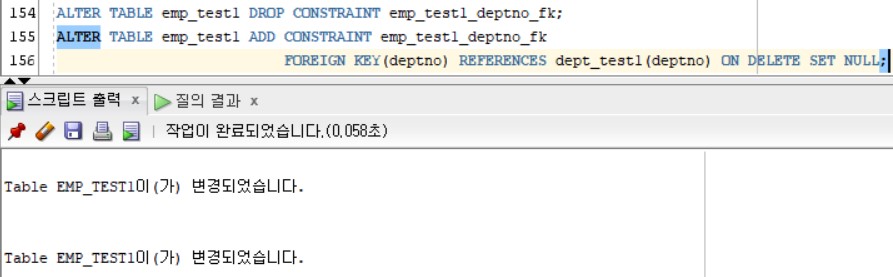 154 ALTER TABLE emp_test1 DROP CONSTRAINT emp_test1_deptno_fk;
155 ALTER TABLE emp_test1 ADD CONSTRAINT emp_test1_deptno_fk
156 FOREIGN KEY(deptno) REFERENCES dept_test1(deptno) ON DELETE SET NULL;
스크립트 출력 x 질의 결과 x
작업이 완료되었습니다.(0,058초)
Table EMP_TEST1이(가) 변경되었습니다.
Table EMP_TEST1이(가) 변경되었습니다.